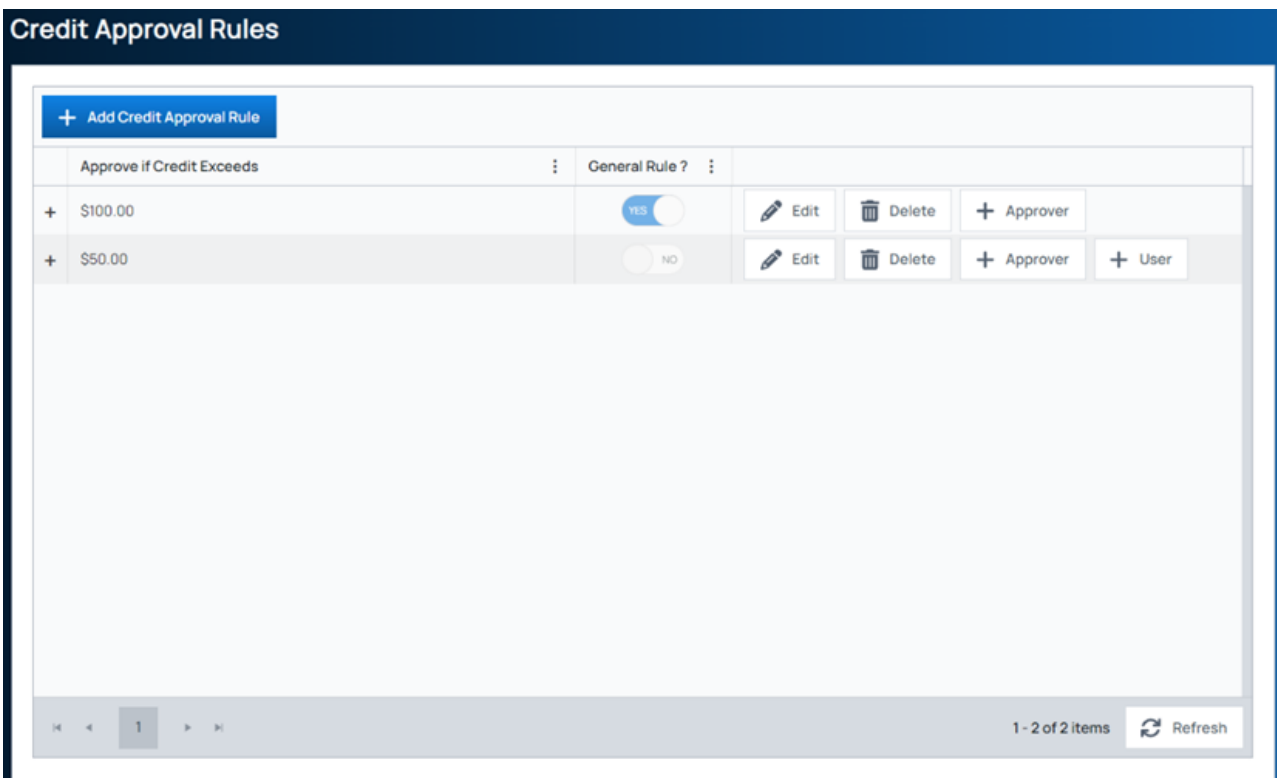 Credit Approval Rules
+ Add Credit Approval Rule
Approve if Credit Exceeds General Rule ?
+ $100.00 YES Edit Delete + Approver
+ $50.00 NO Edit Delete + Approver + User
1 1 - 2 of 2 items Refresh